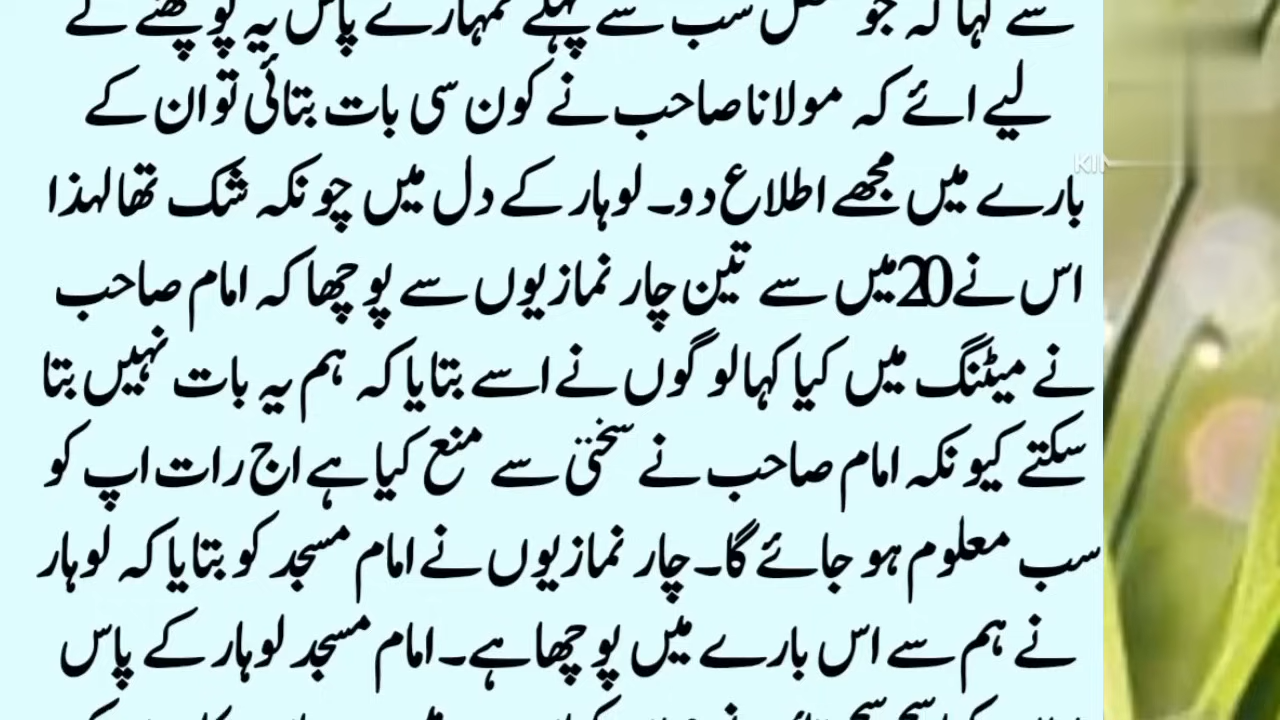 سے کہا کہ جو سب سے پہلے تمہارے پاس یہ پوچھنے کے
لیے ائے کہ مولانا صاحب نے کون سی بات بتائی تو ان کے
بارے میں مجھے اطلاع دو۔ لوہار کے دل میں چونکہ شک تھا لہذا
اس نے 20 میں سے تین چار نمازیوں سے پوچھا کہ امام صاحب
نے میٹنگ میں کیا کہا لوگوں نے اسے بتایا کہ ہم یہ بات نہیں بتا
سکتے کیونکہ امام صاحب نے سختی سے منع کیا ہے اج رات اپ کو
سب معلوم ہو جائے گا۔ چار نمازیوں نے امام مسجد کو بتایا کہ لوہار
نے ہم سے اس بارے میں پوچھا ہے۔ امام مسجد لوہار کے پاس